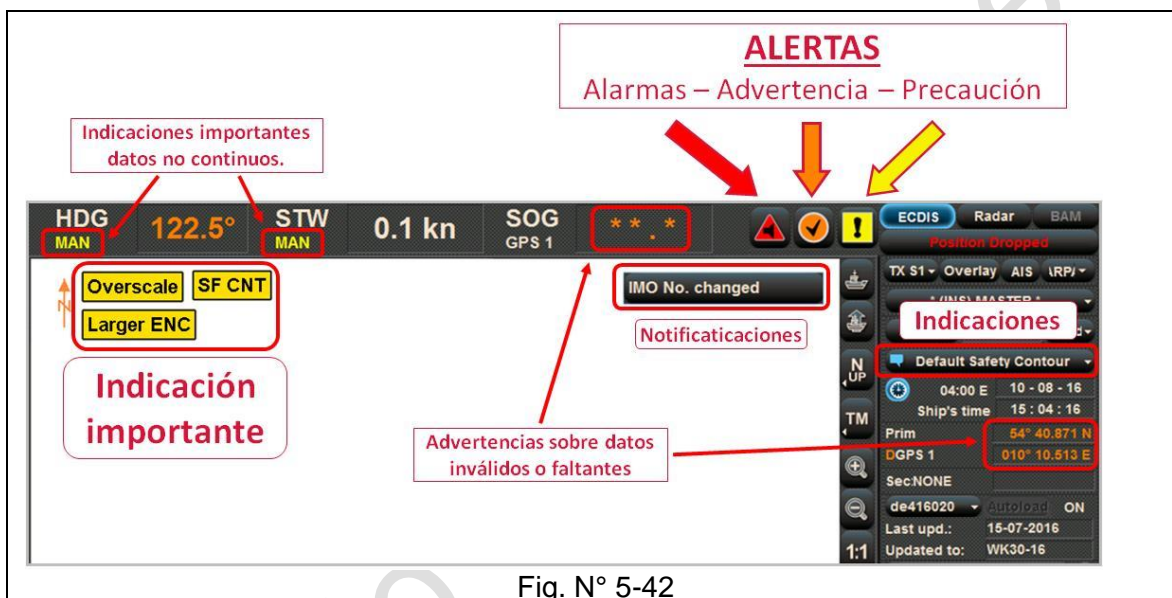 ALERTAS
Alarmas – Advertencia – Precaución
Indicaciones importantes
datos no continuos.
HDG
MAN
122.5°
STW
MAN
0.1 kn
SOG
GPS 1
**.*
ECDIS Radar BAM
Position Dropped
TX S1 Overlay AIS
Overscale SF CNT
Larger ENC
N
IMO No. changed
Notificaticaciones
* (INS) MASTER *
Indicaciones
Default Safety Contour
Indicación
importante
N
UP
TM
1:1
04:00 E 10 - 08 - 16
Ship's time 15 : 04 : 16
Prim 54° 40.871 N
DGPS 1 010° 10.513 E
Sec:NONE
Advertencias sobre datos
inválidos o faltantes
de416020 Autoload ON
Last upd.: 15-07-2016
Updated to: WK30-16
Fig. N° 5-42